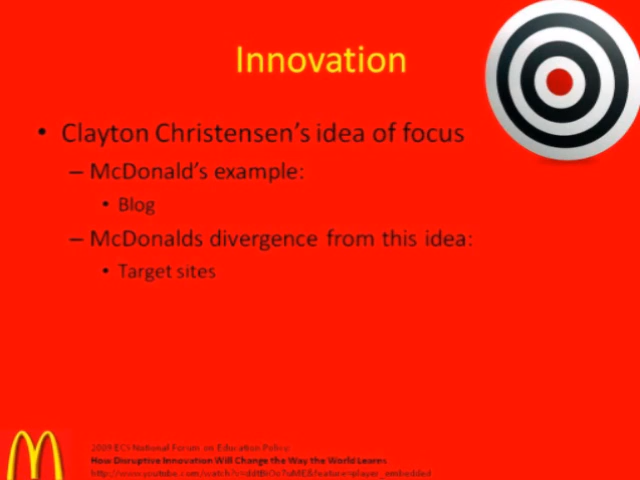 Innovation
• Clayton Christensen's idea of focus
– McDonald's example:
• Blog
– McDonalds divergence from this idea:
• Target sites
2009 ECS National Forum on Education Policy
How Disruptive Innovation Will Change the Way the World Learns